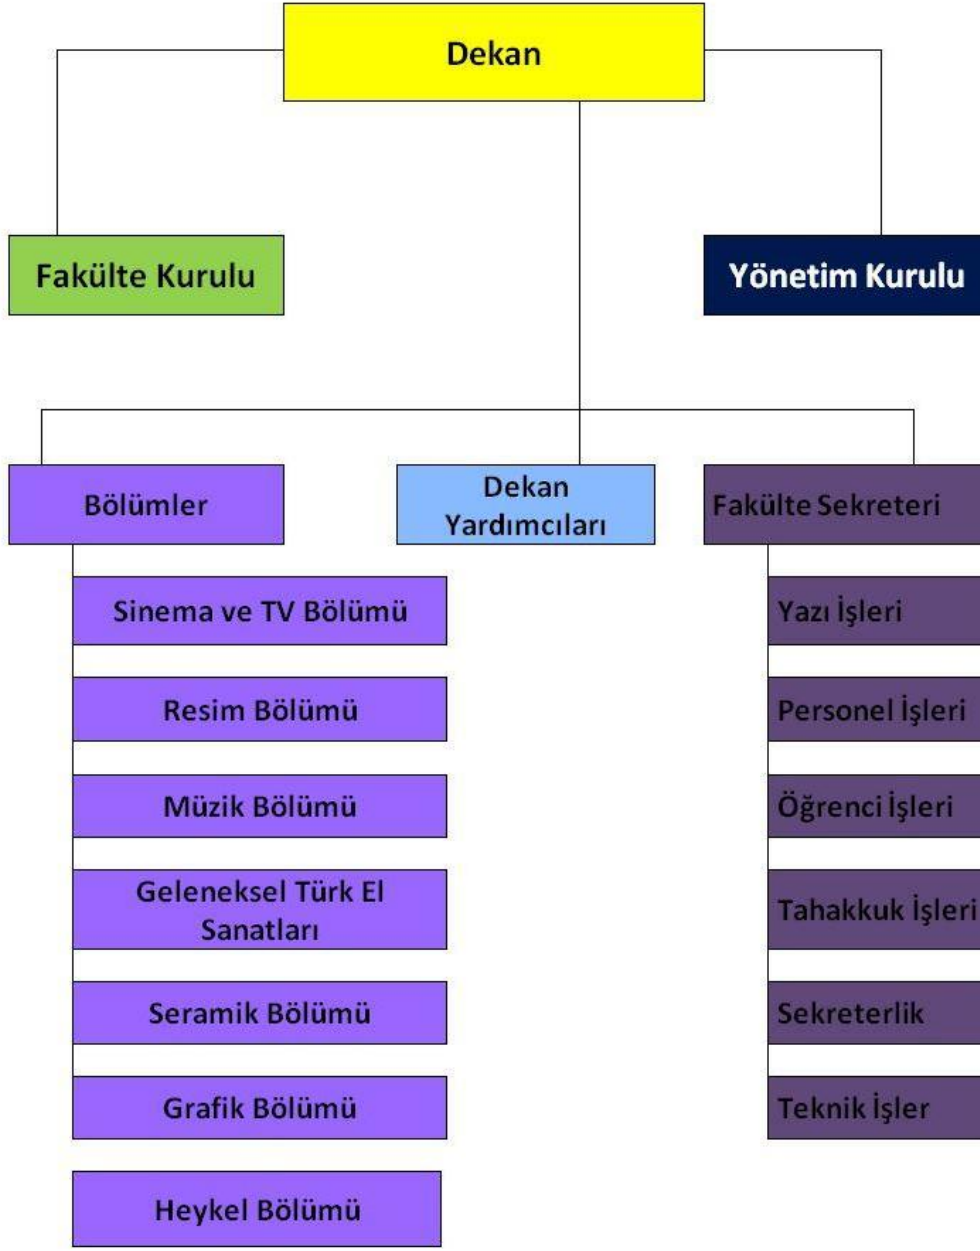 Dekan
Fakülte Kurulu
Yönetim Kurulu
Bölümler
Dekan
Yardımcıları
Fakülte Sekreteri
Sinema ve TV Bölümü
Resim Bölümü
Müzik Bölümü
Geleneksel Türk El
Sanatları
Seramik Bölümü
Grafik Bölümü
Heykel Bölümü
Yazı İşleri
Personel İşleri
Öğrenci İşleri
Tahakkuk İşleri
Sekreterlik
Teknik İşler